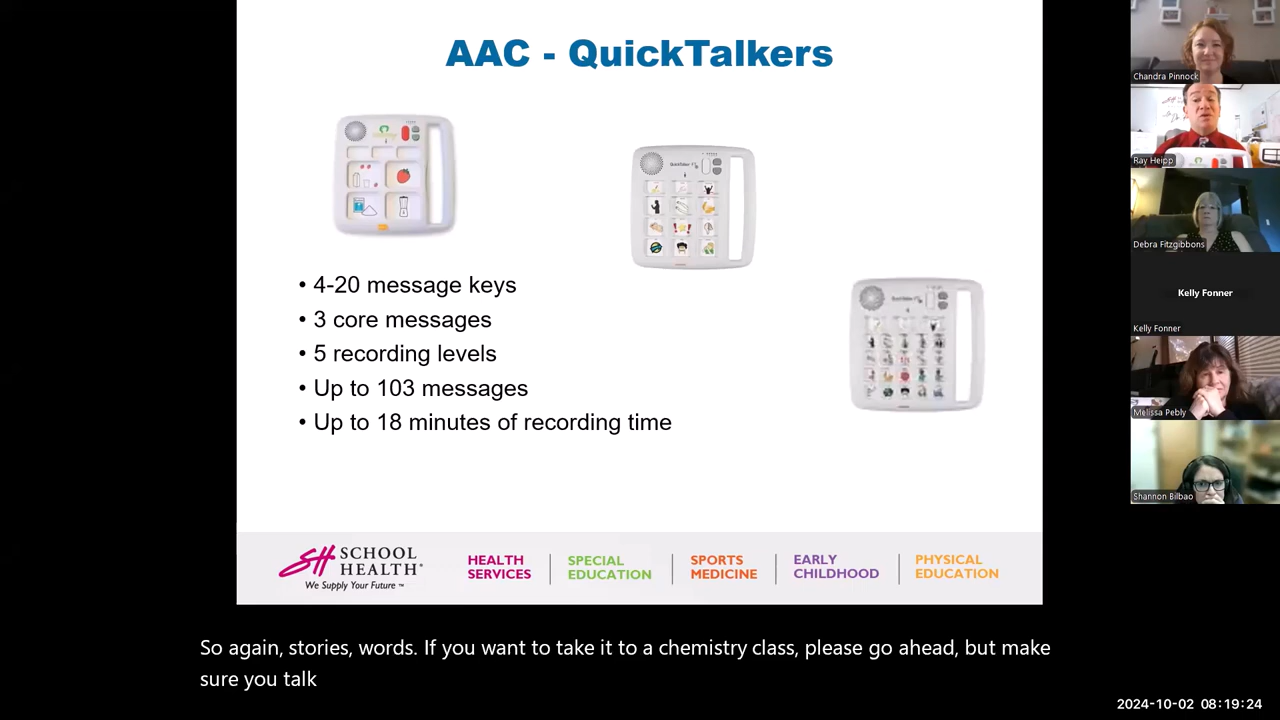 AAC - QuickTalkers
• 4-20 message keys
• 3 core messages
• 5 recording levels
• Up to 103 messages
• Up to 18 minutes of recording time
SH SCHOOL HEALTH®
We Supply Your Future ™
HEALTH SERVICES
SPECIAL EDUCATION
SPORTS MEDICINE
EARLY CHILDHOOD
PHYSICAL EDUCATION
Chandra Pinnock
Ray Heipp
Debra Fitzgibbons
Kelly Fonner
Kelly Fonner
Melissa Pebly
Shannon Bilbao
So again, stories, words. If you want to take it to a chemistry class, please go ahead, but make
sure you talk
2024-10-02 08:19:24